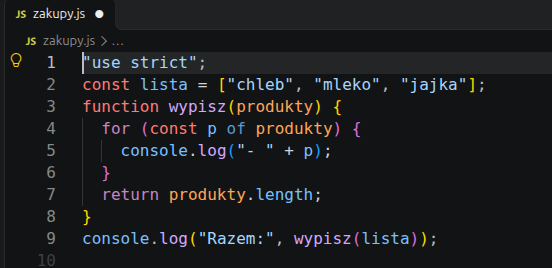 JS zakupy.js ●
JS zakupy.js > ...
1 "use strict";
2 const lista = ["chleb", "mleko", "jajka"];
3 function wypisz(produkty) {
4   for (const p of produkty) {
5     console.log("- " + p);
6   }
7   return produkty.length;
8 }
9 console.log("Razem:", wypisz(lista));
10